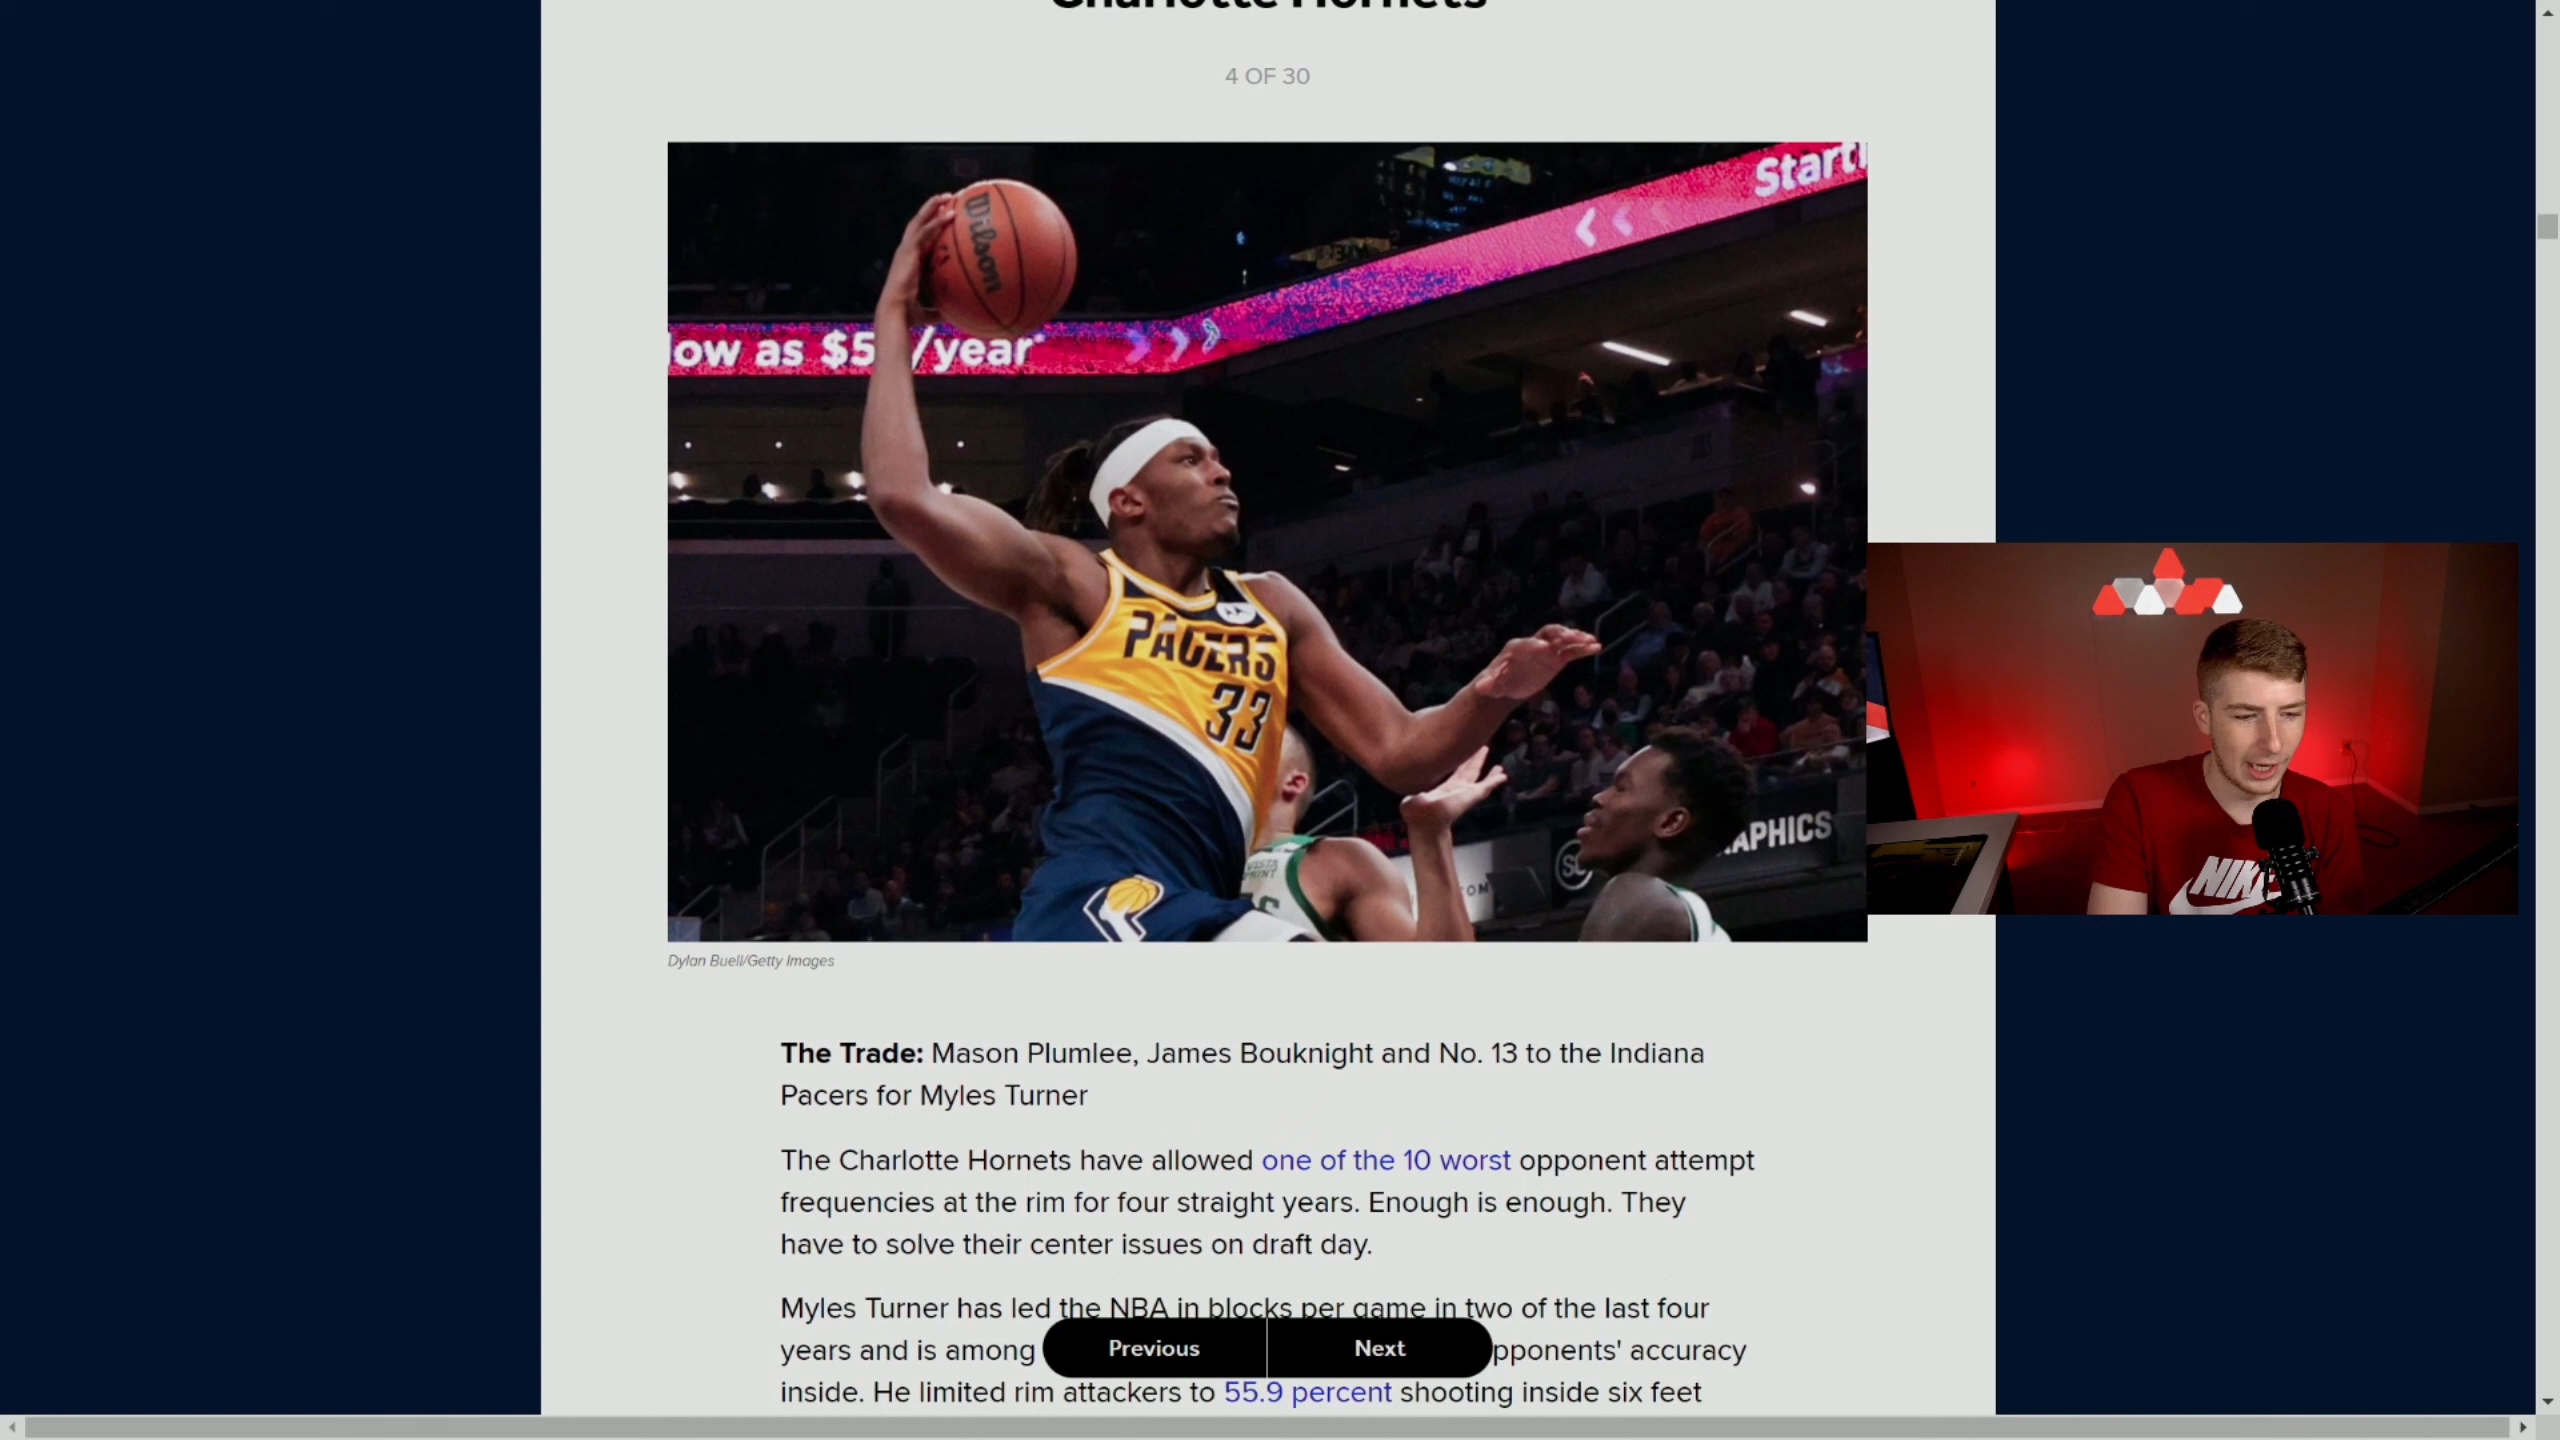 Charlotte Hornets
4 OF 30
Wilson
low as $5 /year*
PACERS
33
NIKE
Dylan Buell/Getty Images
The Trade: Mason Plumlee, James Bouknight and No. 13 to the Indiana
Pacers for Myles Turner
The Charlotte Hornets have allowed one of the 10 worst opponent attempt
frequencies at the rim for four straight years. Enough is enough. They
have to solve their center issues on draft day.
Myles Turner has led the NBA in blocks per game in two of the last four
years and is among
Previous Next
pponents' accuracy
inside. He limited rim attackers to 55.9 percent shooting inside six feet